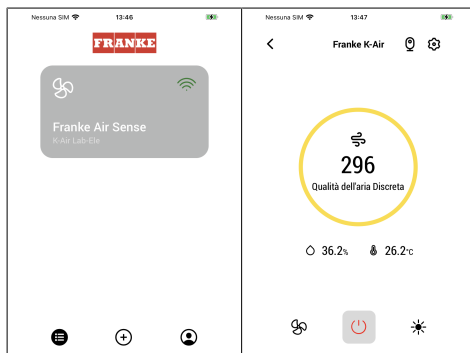 Nessuna SIM 13:46
FRANKE
Franke Air Sense
K-Air Lab-Ele
Nessuna SIM 13:47
Franke K-Air
296
Qualità dell'aria Discreta
36.2% 26.2°C